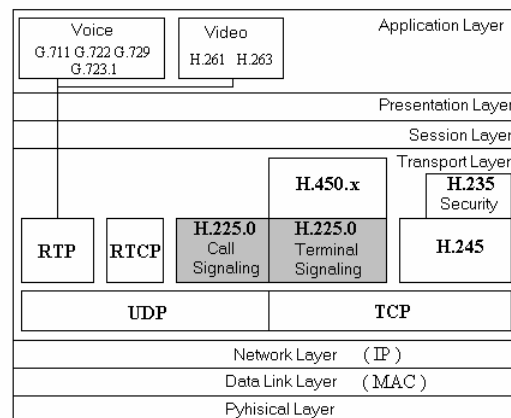 Voice
G.711 G.722 G.729
G.723.1
Video
H.261 H.263
Application Layer
Presentation Layer
Session Layer
Transport Layer
H.450.x
H.235
Security
RTP
RTCP
H.225.0
Call
Signaling
H.225.0
Terminal
Signaling
H.245
UDP
TCP
Network Layer (IP)
Data Link Layer (MAC)
Pyhisical Layer